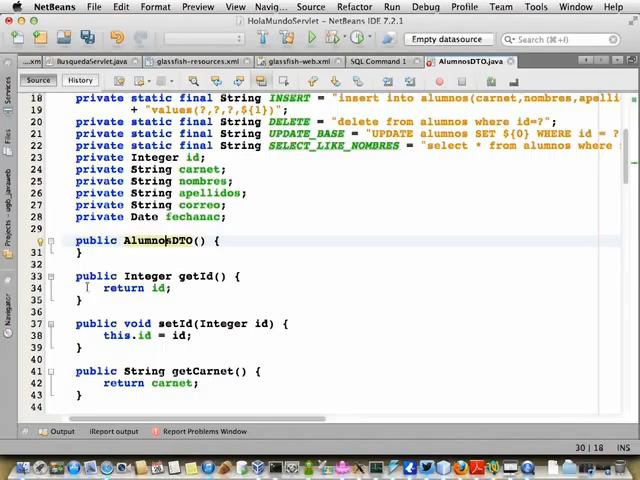 NetBeans File Edit View Navigate Source Refactor Run Debug Profile Team Tools Window Help
HolaMundoServlet - NetBeans IDE 7.2.1
Empty datasource
Search (⌘+I)
...xml BusquedaServlet.java glassfish-resources.xml glassfish-web.xml SQL Command 1 AlumnosDTO.java
Source History
Services
Files
Projects - ugb_javaweb
Navigator
18 private static final String INSERT = "insert into alumnos(carnet,nombres,apellid
19 + "values(?,?,?,${1})";
20 private static final String DELETE = "delete from alumnos where id=?";
21 private static final String UPDATE_BASE = "UPDATE alumnos SET ${0} WHERE id = ?
22 private static final String SELECT_LIKE_NOMBRES = "select * from alumnos where
23 private Integer id;
24 private String carnet;
25 private String nombres;
26 private String apellidos;
27 private String correo;
28 private Date fechanac;
29
public AlumnosDTO() {
31 }
32
33 public Integer getId() {
34 return id;
35 }
36
37 public void setId(Integer id) {
38 this.id = id;
39 }
40
41 public String getCarnet() {
42 return carnet;
43 }
44
Output iReport output Report Problems Window
30 | 18 INS